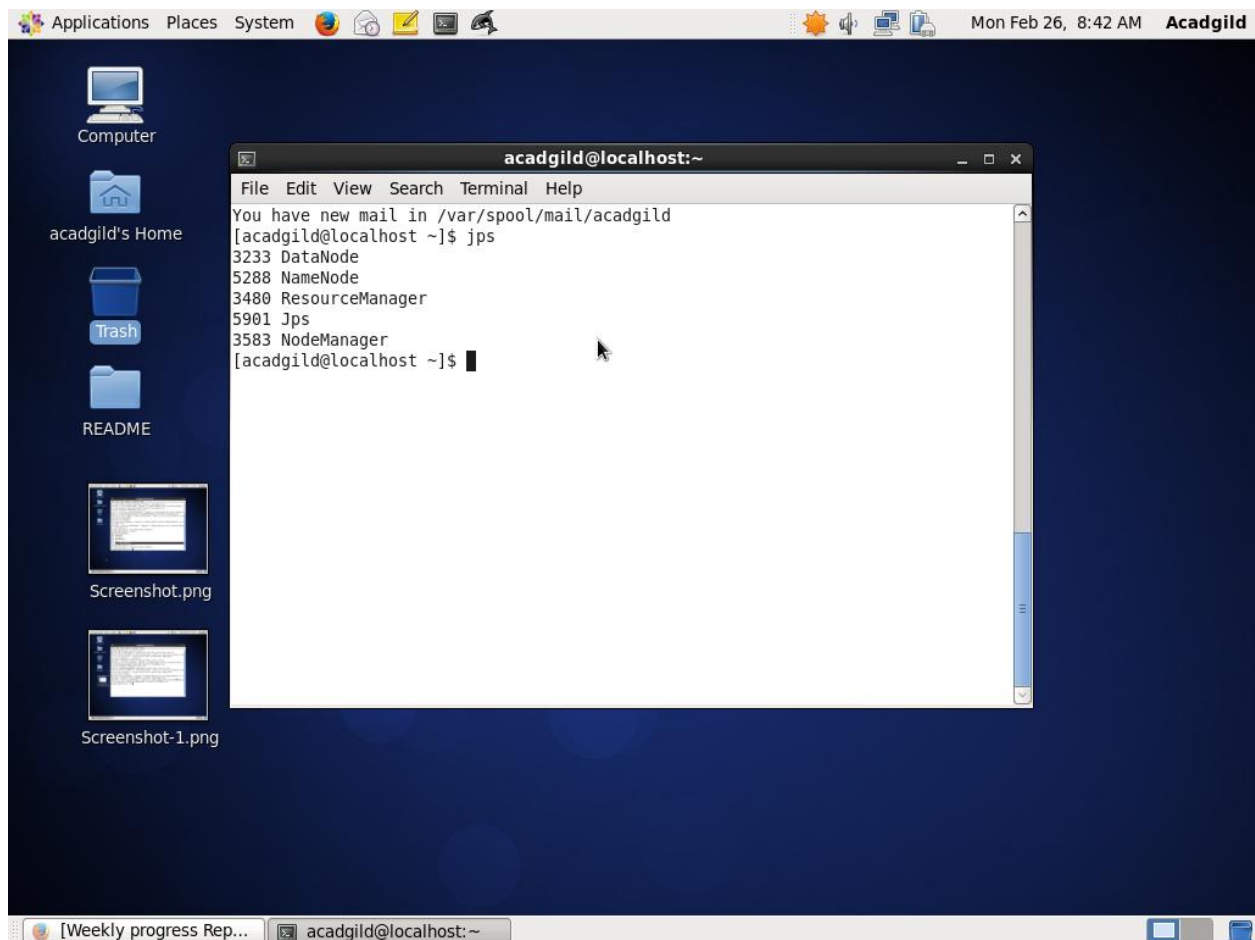 Applications Places System
Mon Feb 26, 8:42 AM Acadgild
Computer
acadgild's Home
Trash
README
Screenshot.png
Screenshot-1.png
acadgild@localhost:~
File Edit View Search Terminal Help
You have new mail in /var/spool/mail/acadgild
[acadgild@localhost ~]$ jps
3233 DataNode
5288 NameNode
3480 ResourceManager
5901 Jps
3583 NodeManager
[acadgild@localhost ~]$
[Weekly progress Rep...
acadgild@localhost:~